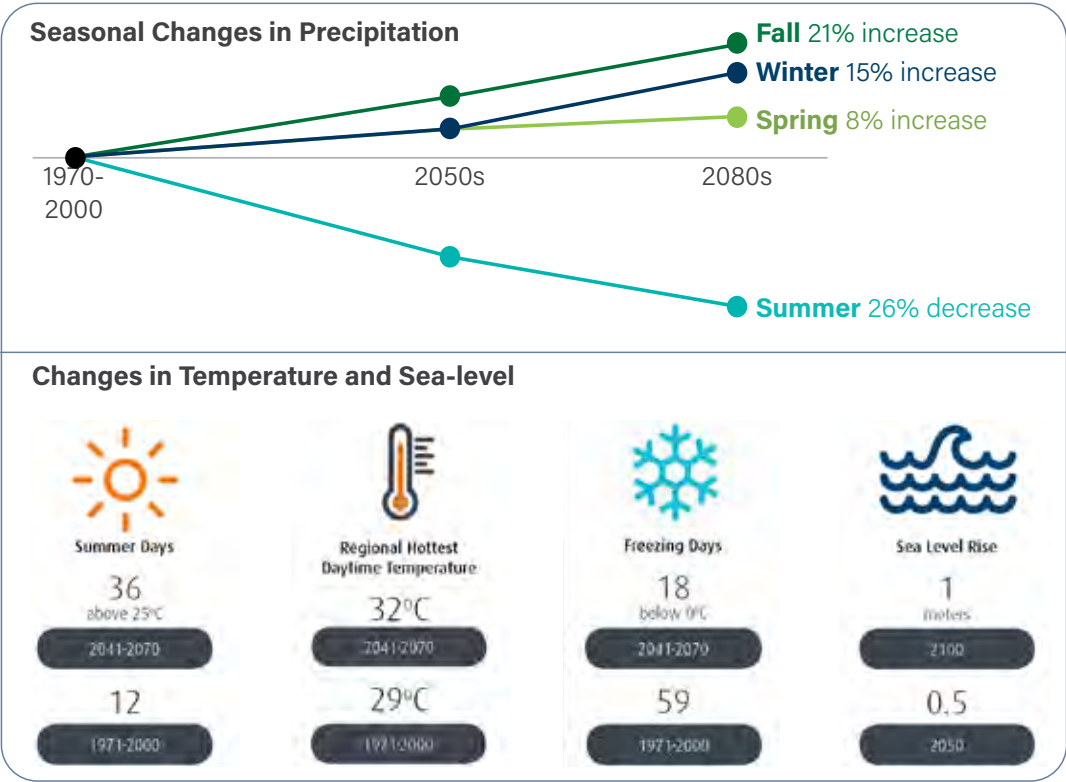 Seasonal Changes in Precipitation
Fall 21% increase
Winter 15% increase
Spring 8% increase
1970-
2000
2050s
2080s
Summer 26% decrease
Changes in Temperature and Sea-level
Summer Days
36
above 25°C
2041-2070
12
1971-2000
Regional Hottest
Daytime Temperature
32°C
2041-2070
29°C
1971-2000
Freezing Days
18
below 0°C
2041-2070
59
1971-2000
Sea Level Rise
1
meters
2100
0.5
2050